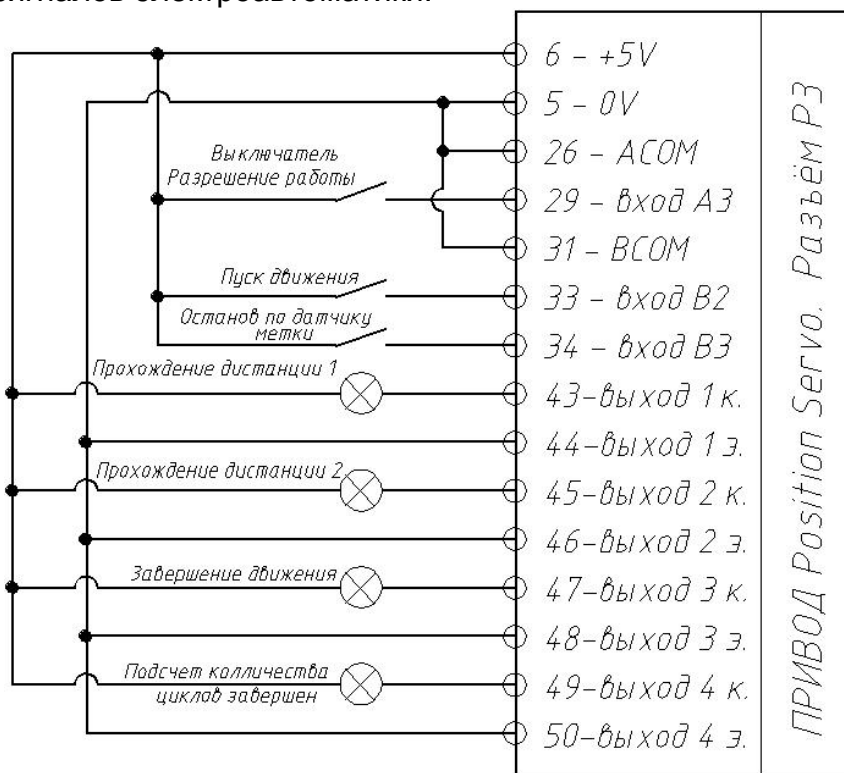 6 - +5V
5 - 0V
26 - ACOM
Выключатель
Разрешение работы
29 - вход A3
31 - BCOM
Пуск движения
33 - вход B2
Останов по датчику
метки
34 - вход B3
Прохождение дистанции 1
43-выход 1 к.
44-выход 1 э.
Прохождение дистанции 2
45-выход 2 к.
46-выход 2 э.
Завершение движения
47-выход 3 к.
48-выход 3 э.
Подсчет колличества
циклов завершен
49-выход 4 к.
50-выход 4 э.
ПРИВОД Position Servo. Разъём P3